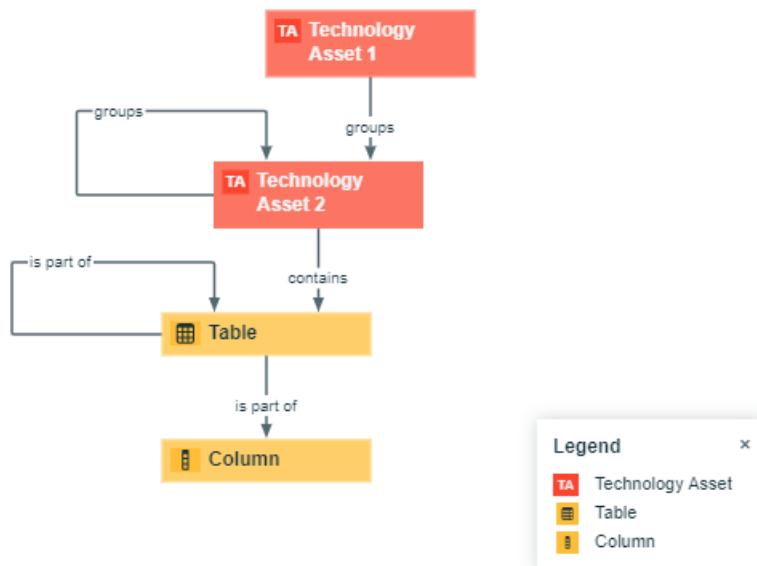 TA Technology
Asset 1
groups
groups
TA Technology
Asset 2
is part of
contains
Table
is part of
Column
Legend ×
TA Technology Asset
Table
Column